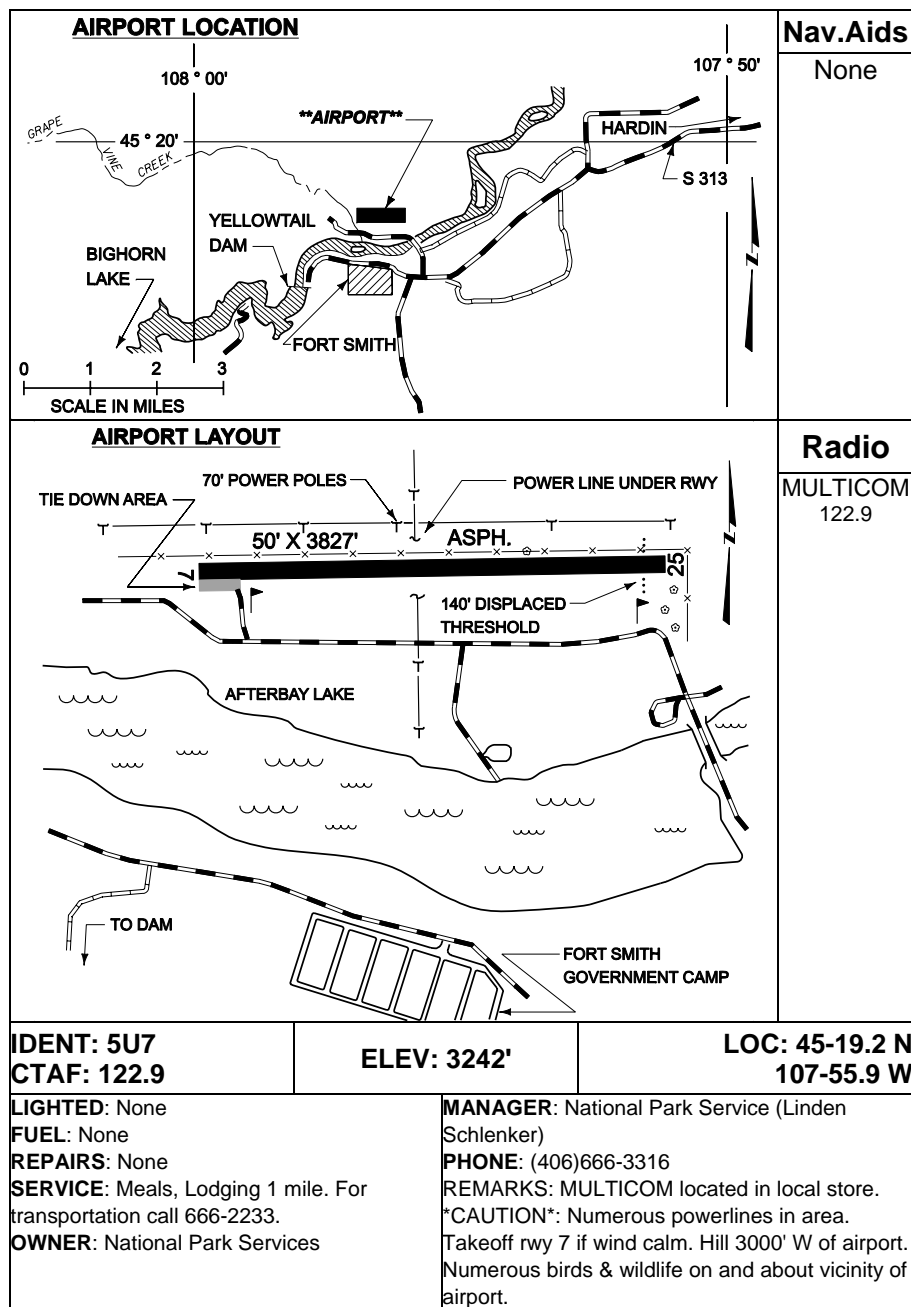 AIRPORT LOCATION
Nav.Aids
None
108 ° 00'
107 ° 50'
**AIRPORT**
HARDIN
GRAPE
VINE
CREEK
45 ° 20'
S 313
YELLOWTAIL
DAM
BIGHORN
LAKE
N
FORT SMITH
0 1 2 3
SCALE IN MILES
AIRPORT LAYOUT
Radio
MULTICOM
122.9
70' POWER POLES
POWER LINE UNDER RWY
TIE DOWN AREA
50' X 3827' ASPH.
N
7
25
140' DISPLACED
THRESHOLD
AFTERBAY LAKE
TO DAM
FORT SMITH
GOVERNMENT CAMP
IDENT: 5U7
CTAF: 122.9
ELEV: 3242'
LOC: 45-19.2 N
107-55.9 W
LIGHTED: None
FUEL: None
REPAIRS: None
SERVICE: Meals, Lodging 1 mile. For
transportation call 666-2233.
OWNER: National Park Services
MANAGER: National Park Service (Linden
Schlenker)
PHONE: (406)666-3316
REMARKS: MULTICOM located in local store.
*CAUTION*: Numerous powerlines in area.
Takeoff rwy 7 if wind calm. Hill 3000' W of airport.
Numerous birds & wildlife on and about vicinity of
airport.